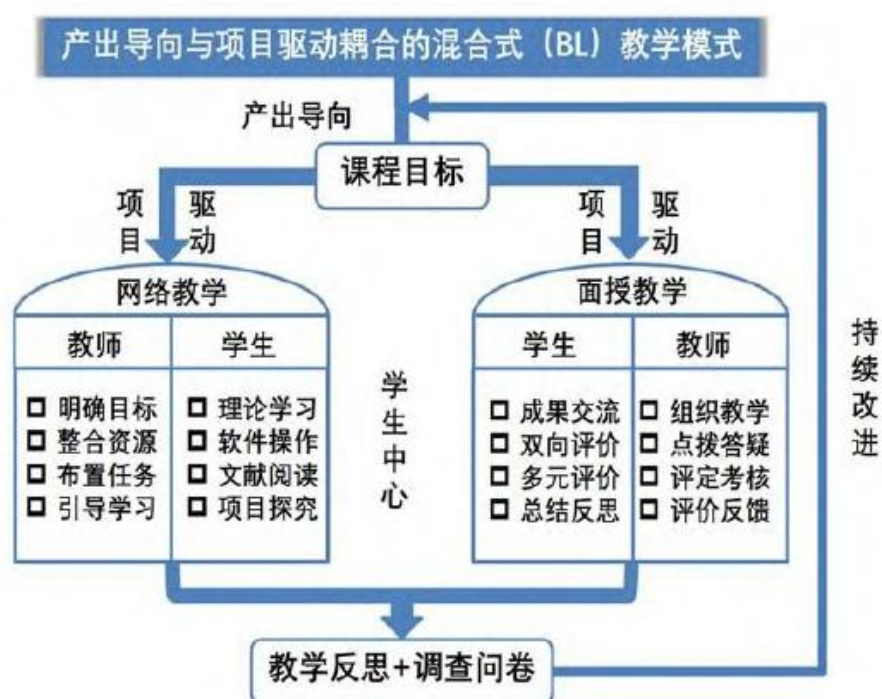 产出导向与项目驱动耦合的混合式（BL）教学模式
产出导向
课程目标
项目
驱动
项目
驱动
网络教学
教师
学生
□ 明确目标
□ 整合资源
□ 布置任务
□ 引导学习
□ 理论学习
□ 软件操作
□ 文献阅读
□ 项目探究
学生中心
面授教学
学生
教师
□ 成果交流
□ 双向评价
□ 多元评价
□ 总结反思
□ 组织教学
□ 点拨答疑
□ 评定考核
□ 评价反馈
持续改进
教学反思+调查问卷